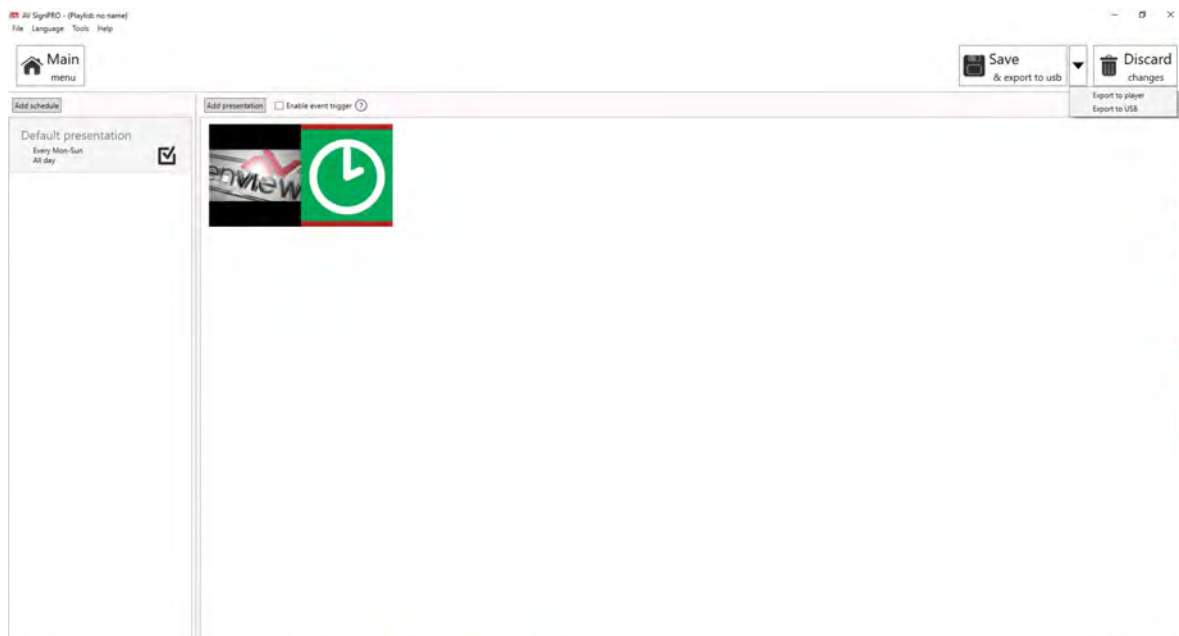 AV SignPRO - (Playlist: no name)
File Language Tools Help
Main
menu
Save
& export to usb
Discard
changes
Export to player
Export to USB
Add schedule
Add presentation Enable event trigger ?
Default presentation
Every Mon-Sun
All day
enview